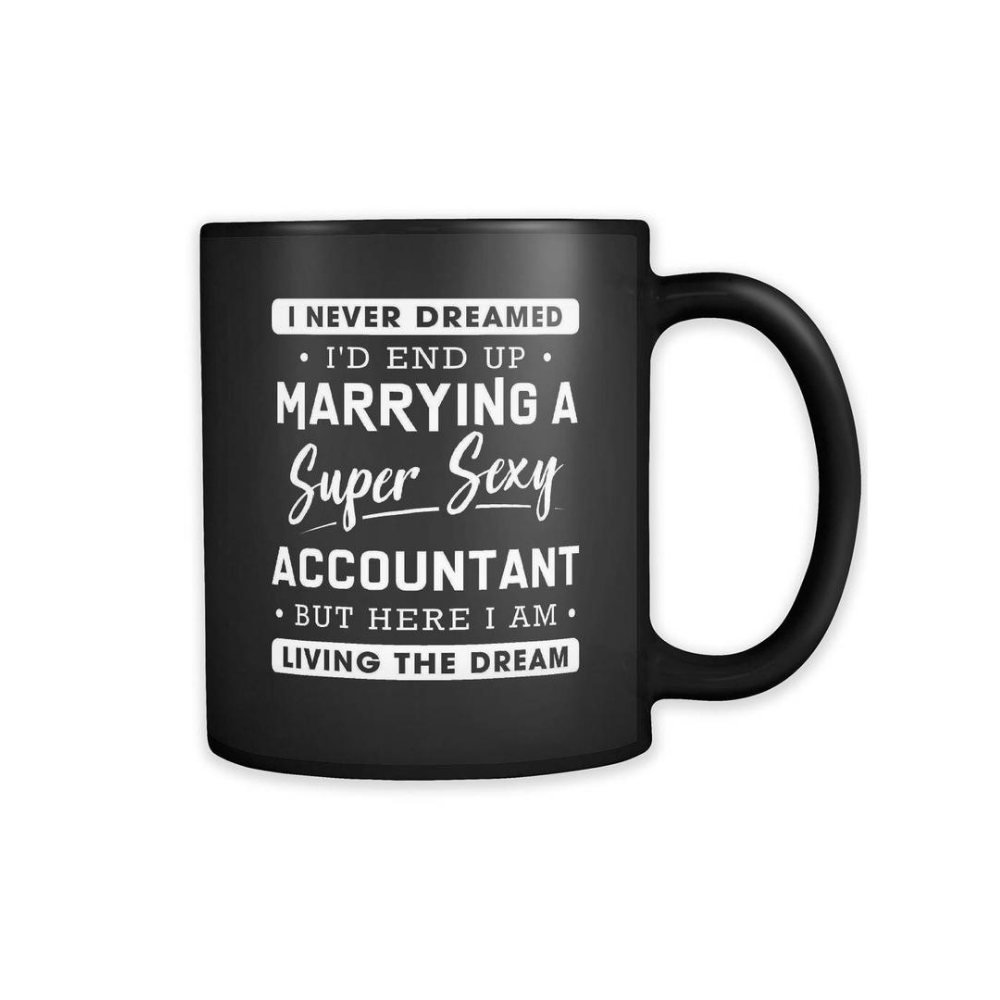 I NEVER DREAMED
• I'D END UP •
MARRYING A
Super Sexy
ACCOUNTANT
• BUT HERE I AM •
LIVING THE DREAM